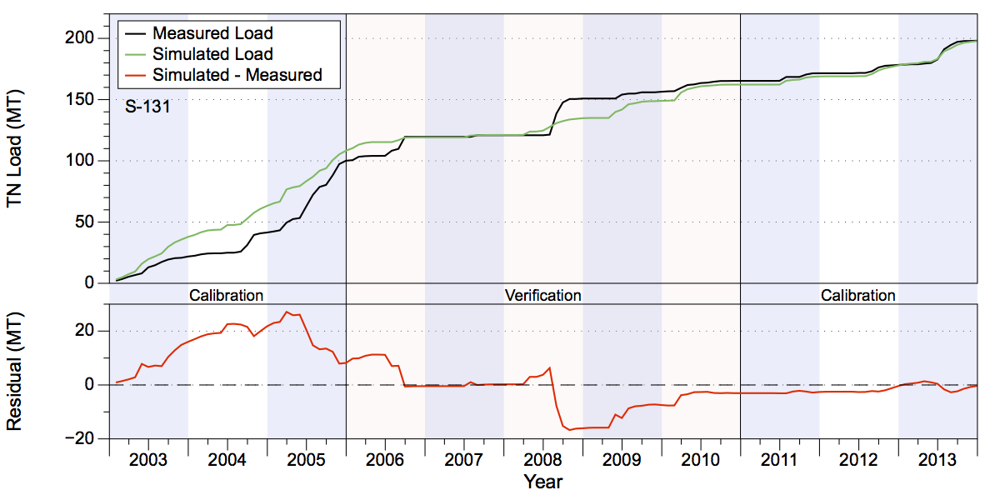 TN Load (MT)
200
150
100
50
0
Measured Load
Simulated Load
Simulated - Measured
S-131
Calibration Verification Calibration
Residual (MT)
20
0
−20
2003 2004 2005 2006 2007 2008 2009 2010 2011 2012 2013
Year